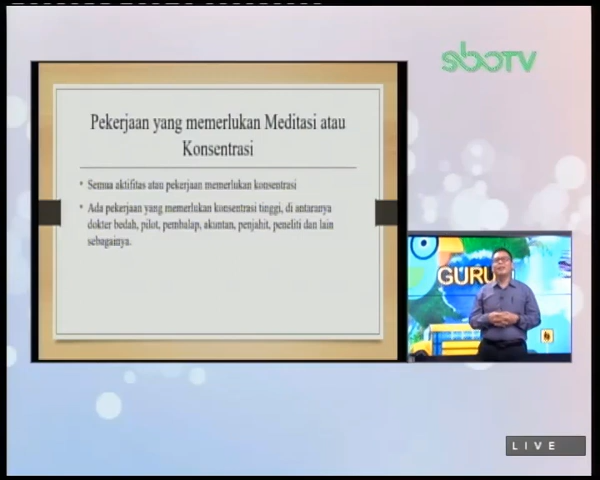 sboTV
Pekerjaan yang memerlukan Meditasi atau
Konsentrasi
• Semua aktifitas atau pekerjaan memerlukan konsentrasi
• Ada pekerjaan yang memerlukan konsentrasi tinggi, di antaranya
dokter bedah, pilot, pembalap, akuntan, penjahit, peneliti dan lain
sebagainya.
GURU
LIVE